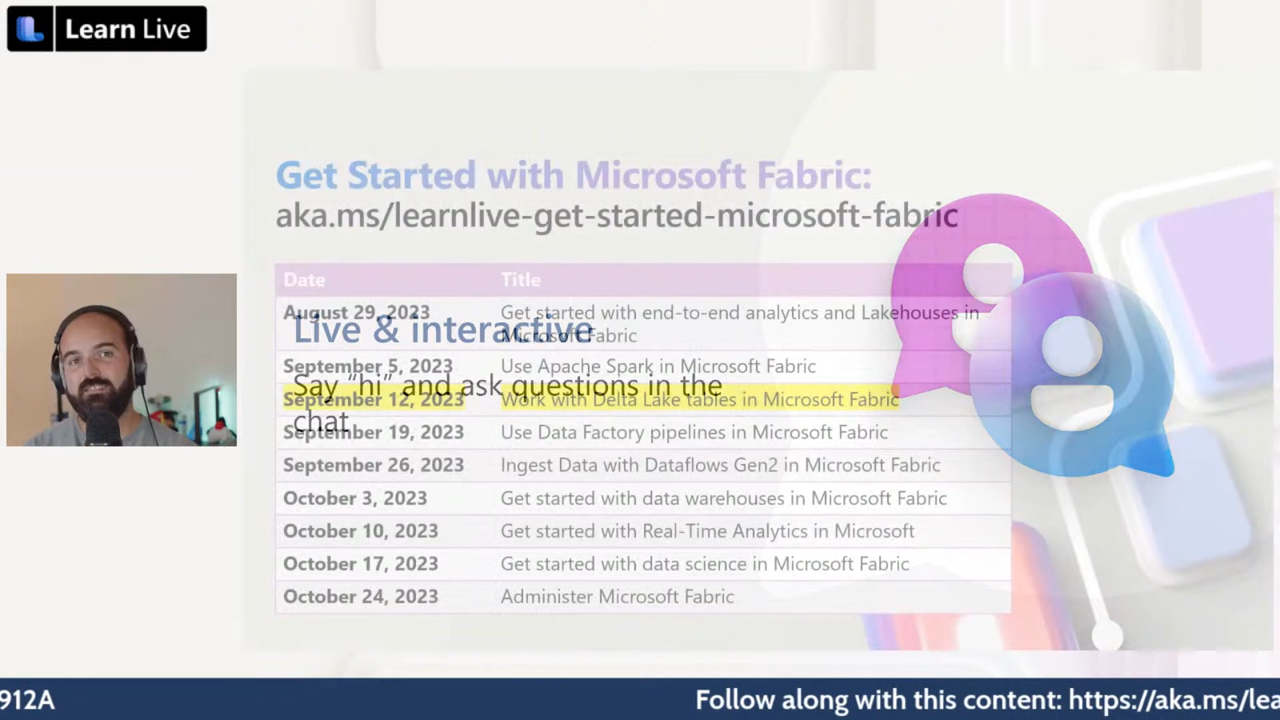 Learn Live
Get Started with Microsoft Fabric:
aka.ms/learnlive-get-started-microsoft-fabric
Date Title
August 29, 2023 Get started with end-to-end analytics and Lakehouses in
Microsoft Fabric
September 5, 2023 Use Apache Spark in Microsoft Fabric
September 12, 2023 Work with Delta Lake tables in Microsoft Fabric
September 19, 2023 Use Data Factory pipelines in Microsoft Fabric
September 26, 2023 Ingest Data with Dataflows Gen2 in Microsoft Fabric
October 3, 2023 Get started with data warehouses in Microsoft Fabric
October 10, 2023 Get started with Real-Time Analytics in Microsoft
October 17, 2023 Get started with data science in Microsoft Fabric
October 24, 2023 Administer Microsoft Fabric
Live & interactive
Say “hi” and ask questions in the
chat
912A Follow along with this content: https://aka.ms/lea